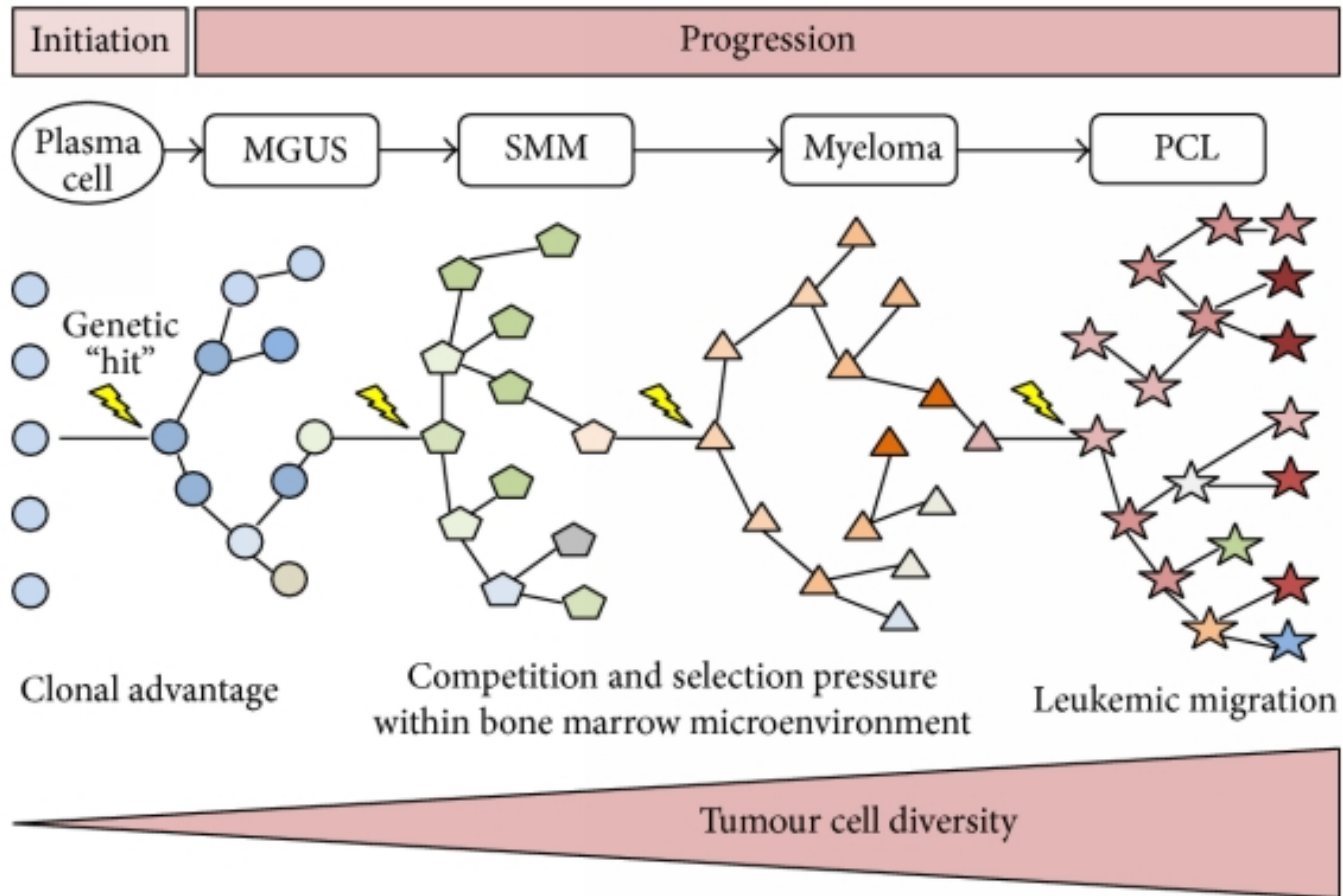 Initiation
Progression
Plasma
cell
MGUS
SMM
Myeloma
PCL
Genetic
“hit”
Clonal advantage
Competition and selection pressure
within bone marrow microenvironment
Leukemic migration
Tumour cell diversity